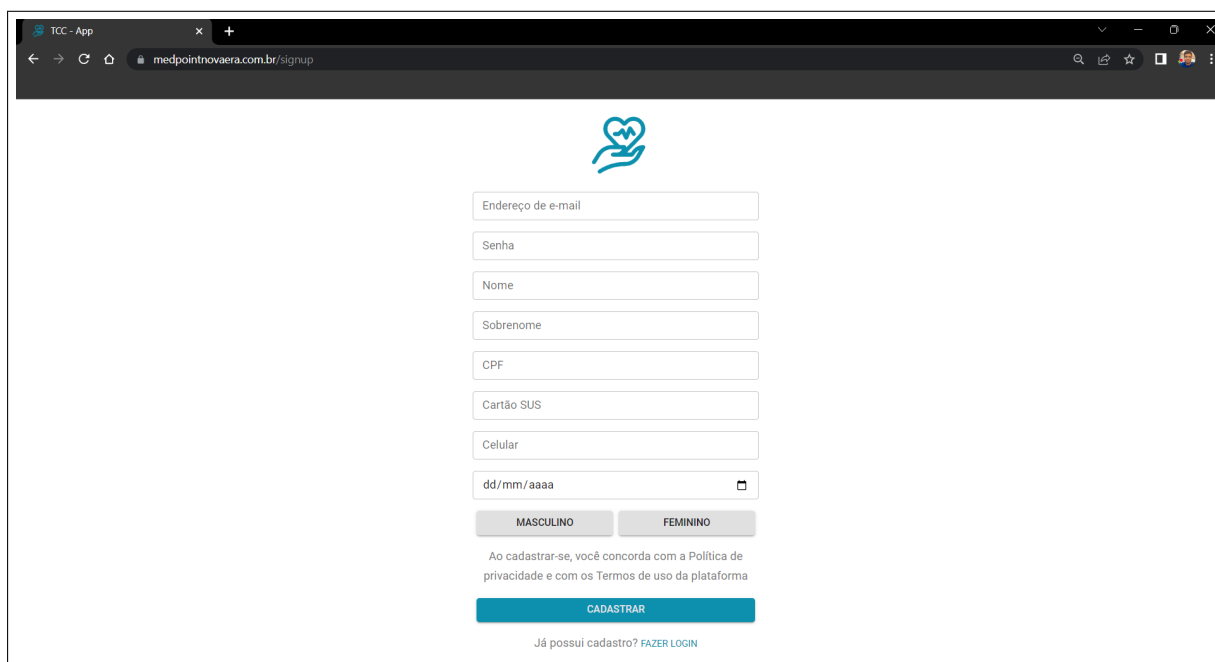 TCC - App
medpointnovaera.com.br/signup
Endereço de e-mail
Senha
Nome
Sobrenome
CPF
Cartão SUS
Celular
dd/mm/aaaa
MASCULINO FEMININO
Ao cadastrar-se, você concorda com a Política de
privacidade e com os Termos de uso da plataforma
CADASTRAR
Já possui cadastro? FAZER LOGIN